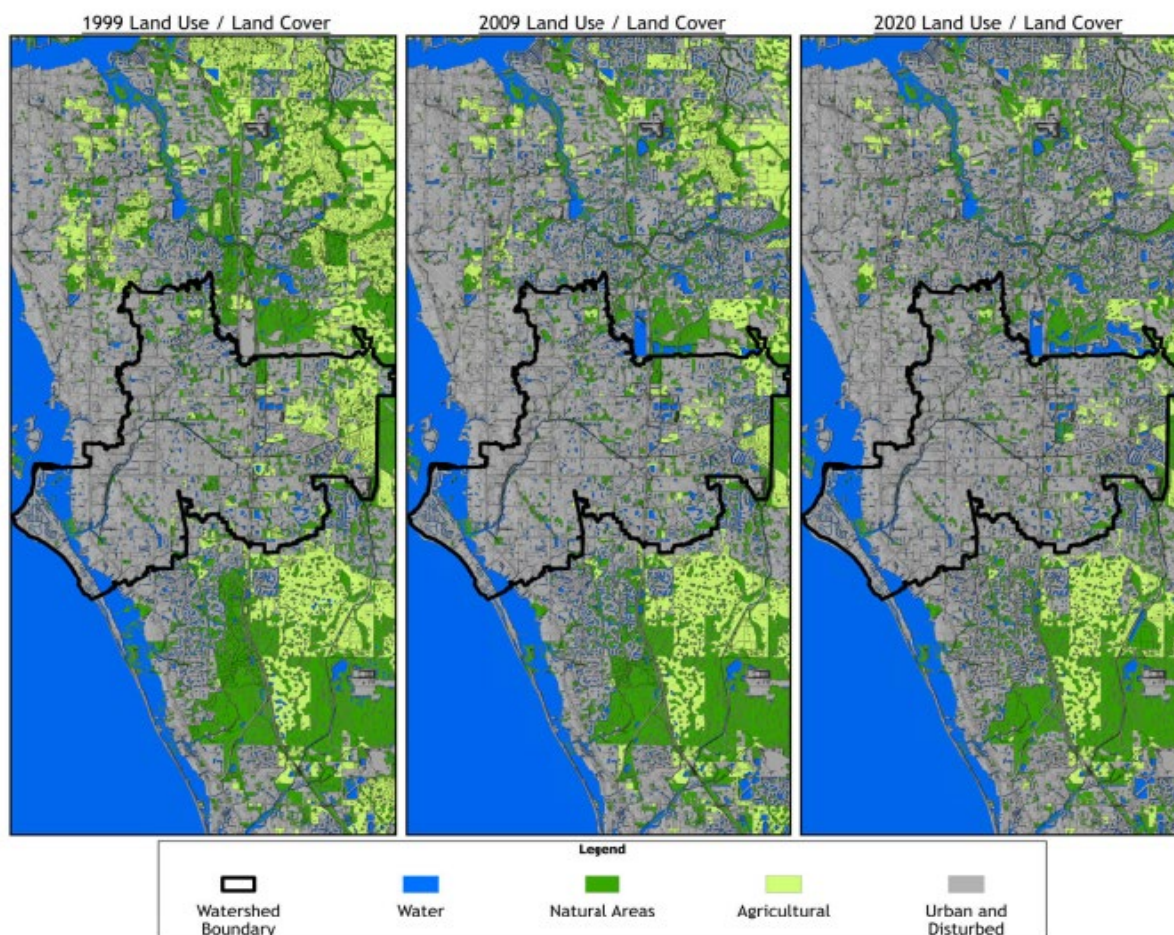 1999 Land Use / Land Cover
2009 Land Use / Land Cover
2020 Land Use / Land Cover
Legend
Watershed
Boundary
Water
Natural Areas
Agricultural
Urban and
Disturbed